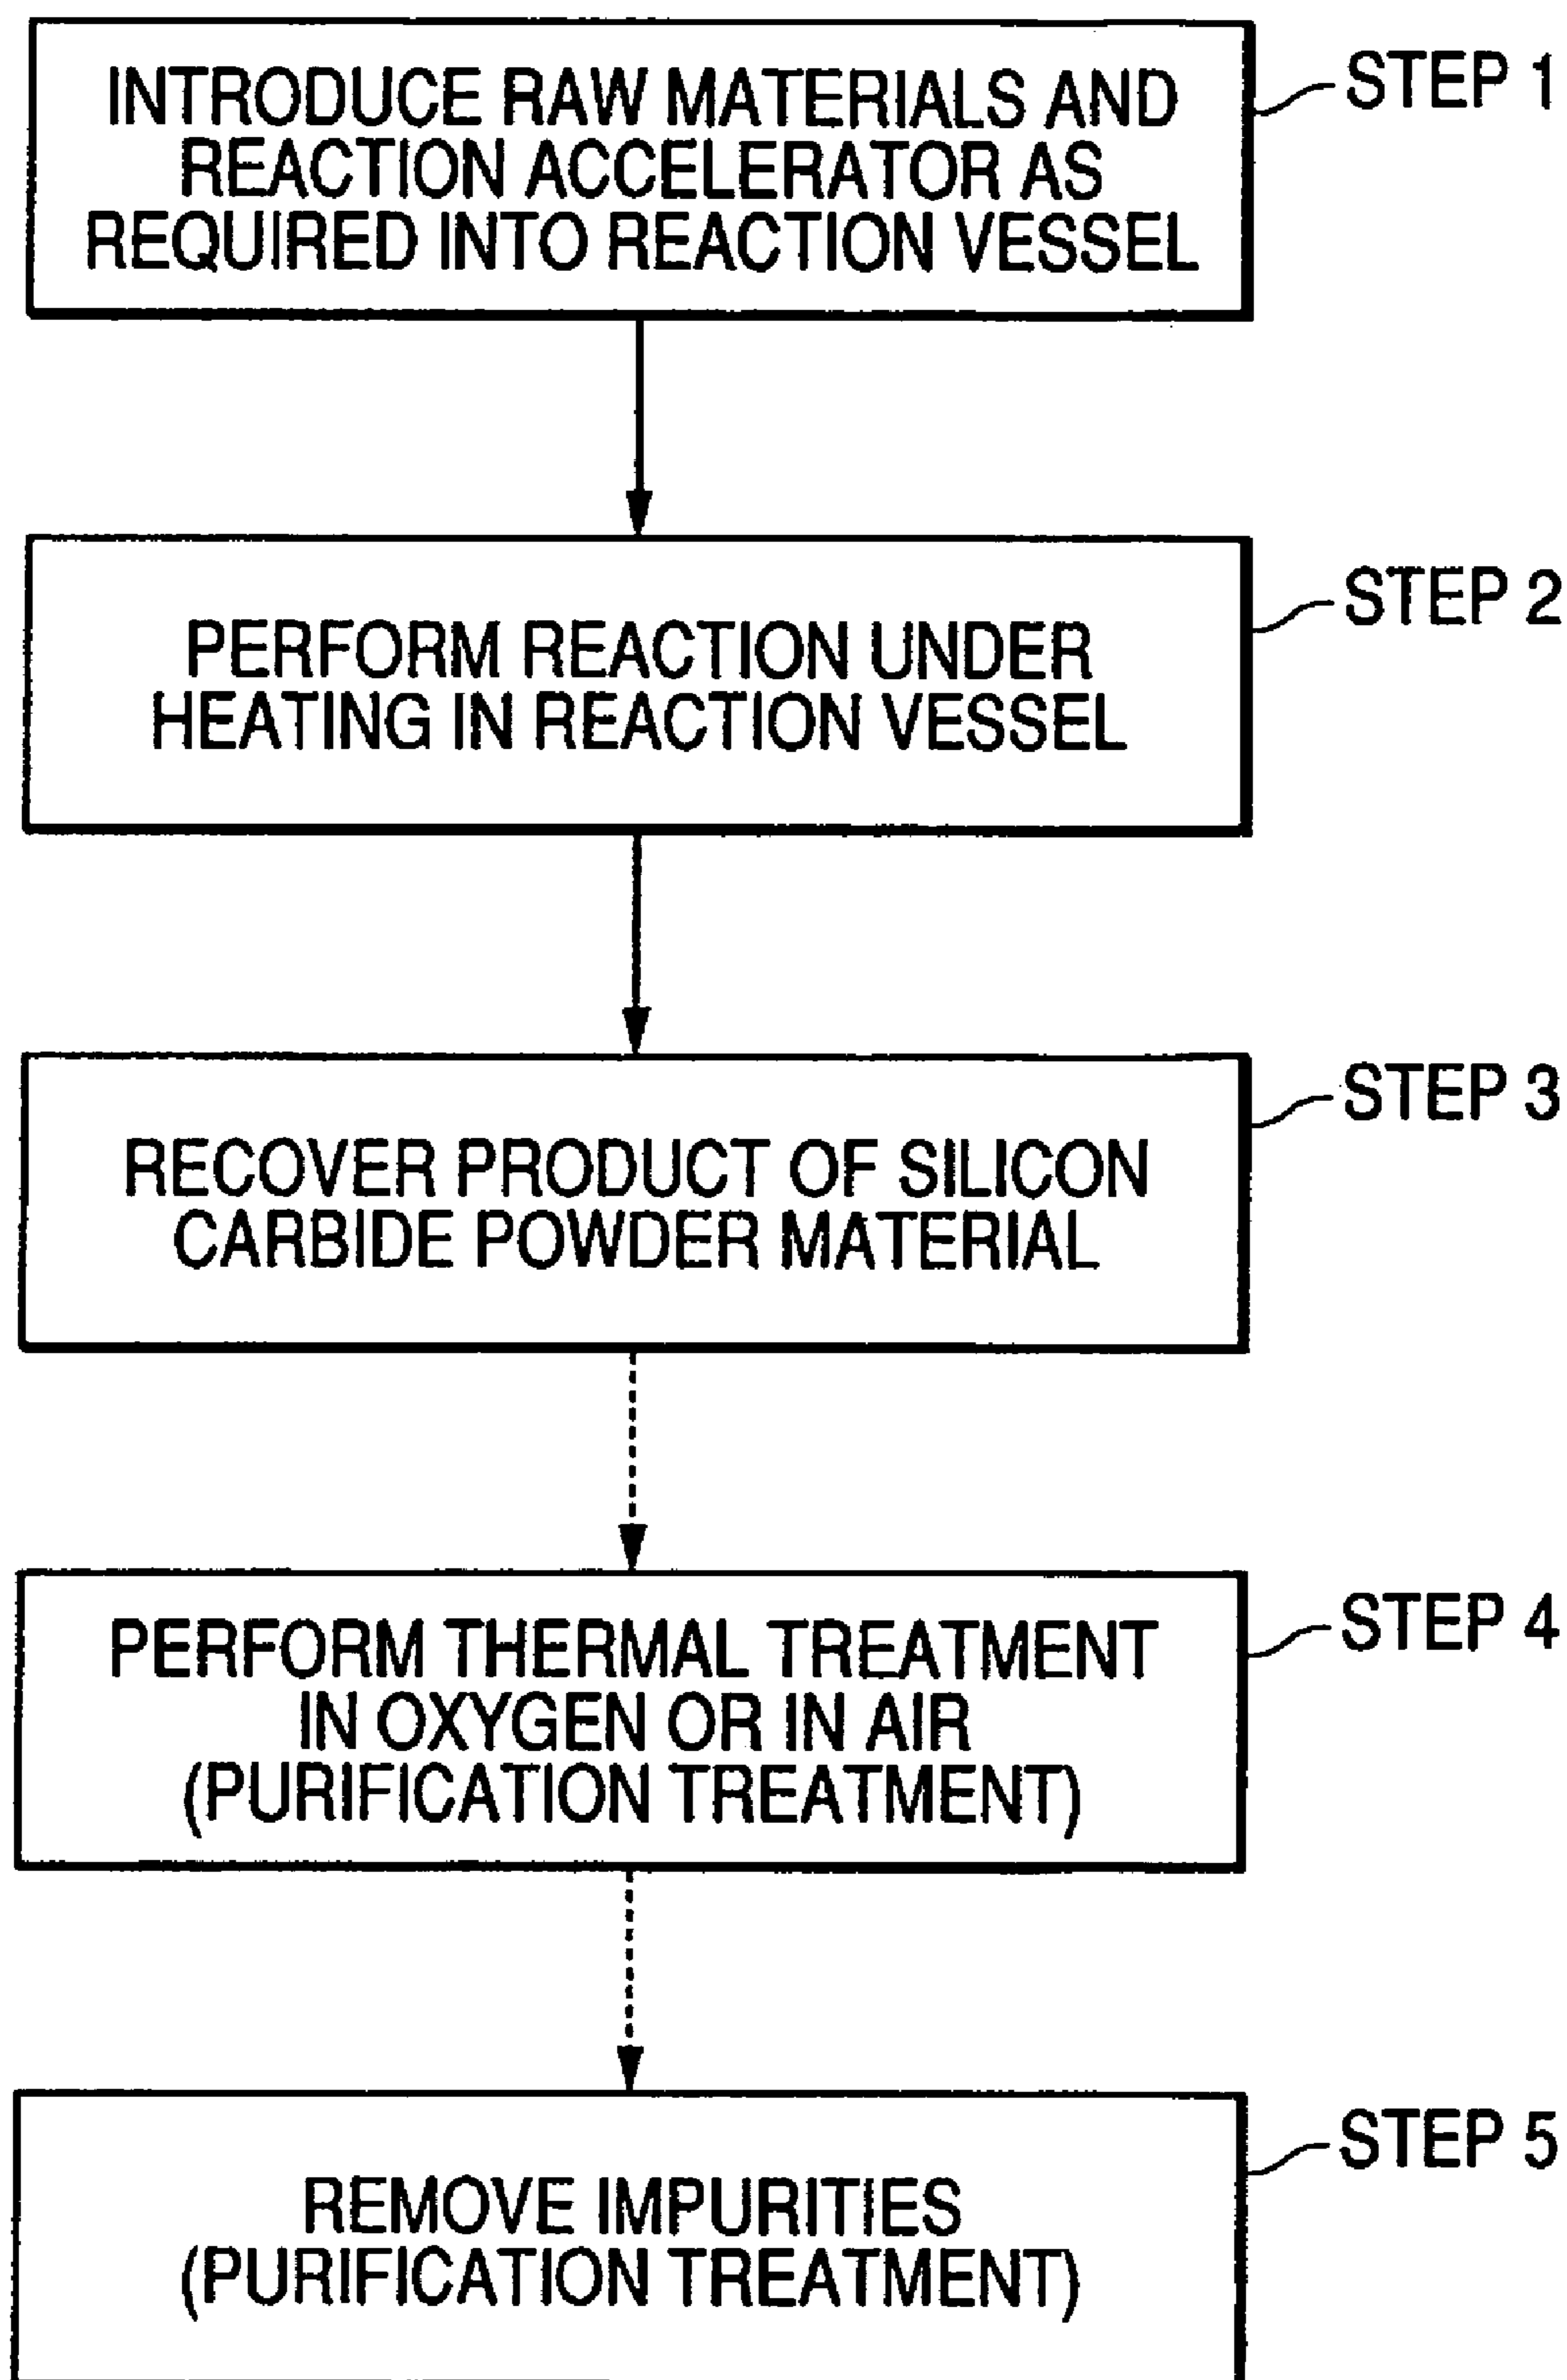 INTRODUCE RAW MATERIALS AND
REACTION ACCELERATOR AS
REQUIRED INTO REACTION VESSEL
STEP 1
PERFORM REACTION UNDER
HEATING IN REACTION VESSEL
STEP 2
RECOVER PRODUCT OF SILICON
CARBIDE POWDER MATERIAL
STEP 3
PERFORM THERMAL TREATMENT
IN OXYGEN OR IN AIR
(PURIFICATION TREATMENT)
STEP 4
REMOVE IMPURITIES
(PURIFICATION TREATMENT)
STEP 5